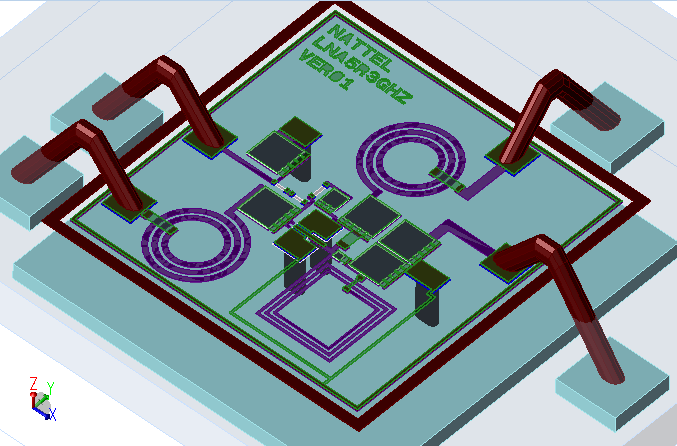 NATTEL
LNA5R3GHZ
VER01
Z
Y
X